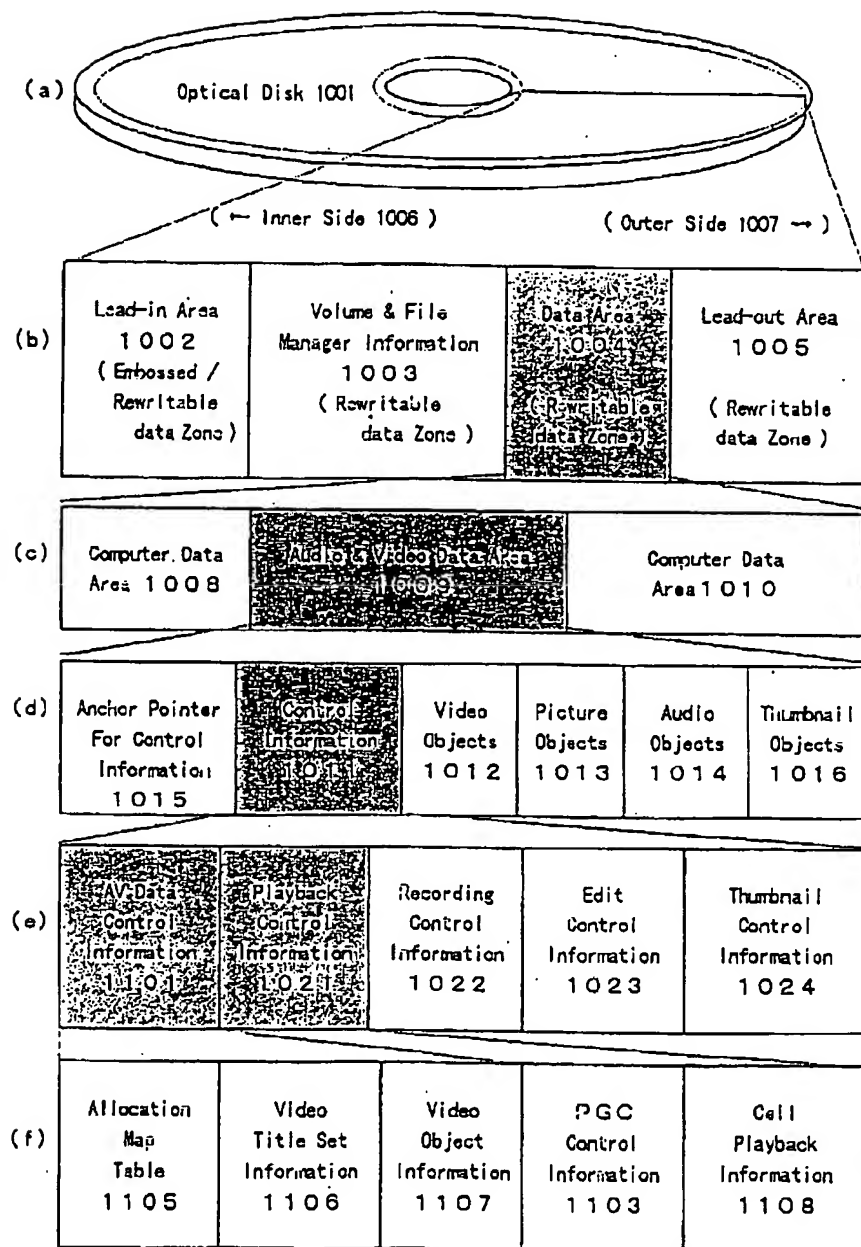 (a)
Optical Disk 1001
( ← Inner Side 1006 )
( Outer Side 1007 → )
(b)
Lead-in Area
1002
( Embossed /
Rewritable
data Zone )
Volume & File
Manager Information
1003
( Rewritable
data Zone )
Data Area
1004
( Rewritable
data Zone )
Lead-out Area
1005
( Rewritable
data Zone )
(c)
Computer Data
Area 1008
Audio & Video Data Area
1009
Computer Data
Area 1010
(d)
Anchor Pointer
For Control
Information
1015
Control
Information
1011
Video
Objects
1012
Picture
Objects
1013
Audio
Objects
1014
Thumbnail
Objects
1016
(e)
AV Data
Control
Information
1101
Playback
Control
Information
1021
Recording
Control
Information
1022
Edit
Control
Information
1023
Thumbnail
Control
Information
1024
(f)
Allocation
Map
Table
1105
Video
Title Set
Information
1106
Video
Object
Information
1107
PGC
Control
Information
1103
Cell
Playback
Information
1108